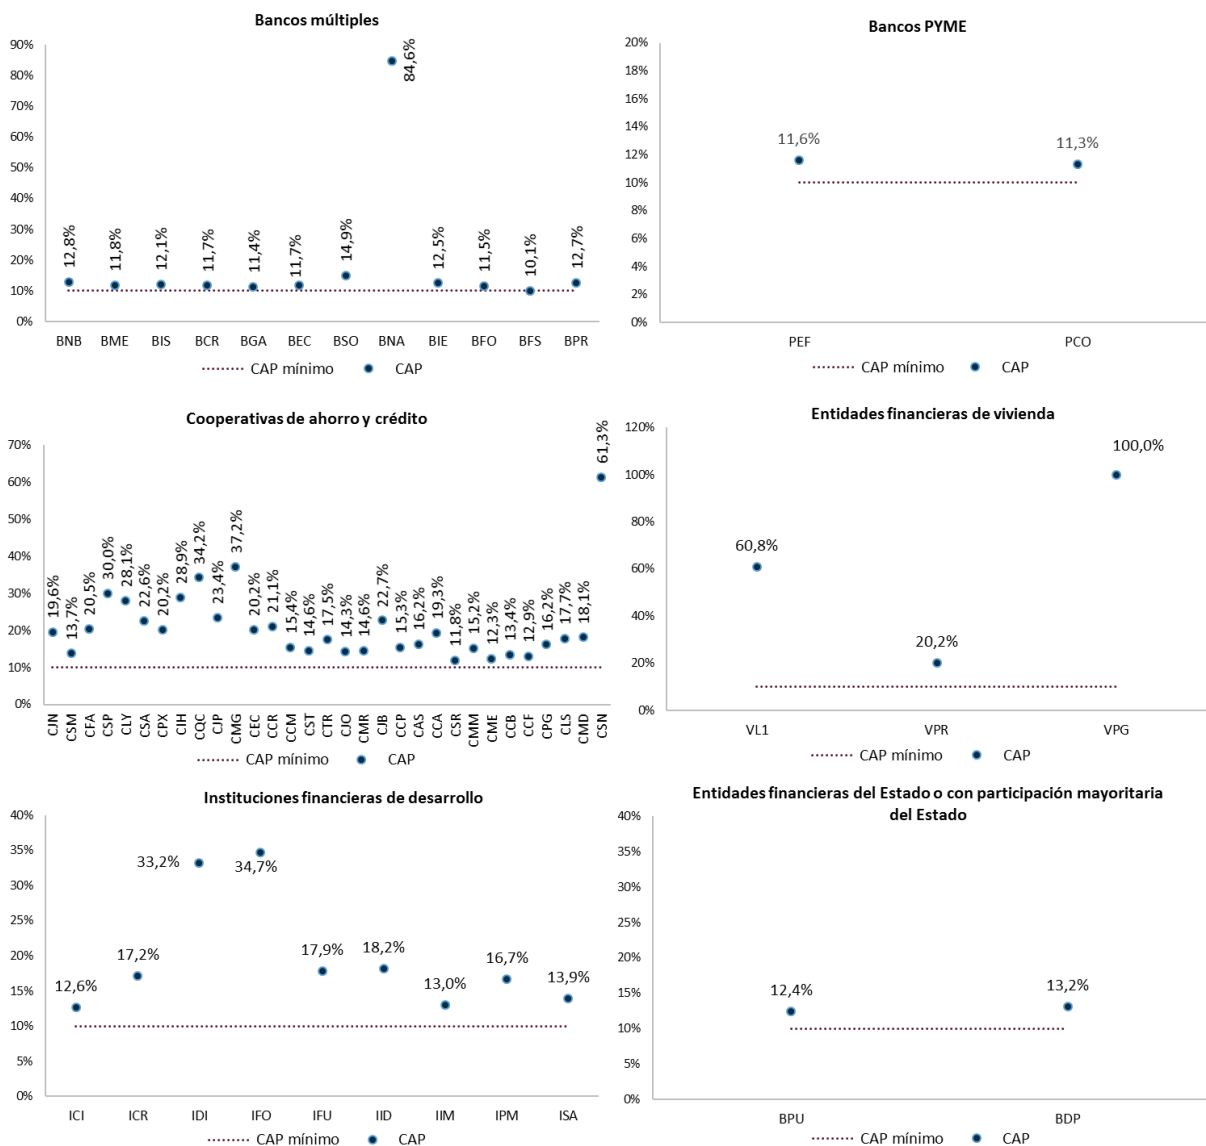 Bancos múltiples
90%
80%
70%
60%
50%
40%
30%
20%
10%
0%
12,8% 11,8% 12,1% 11,7% 11,4% 11,7% 14,9% 84,6% 12,5% 11,5% 10,1% 12,7%
BNB BME BIS BCR BGA BEC BSO BNA BIE BFO BFS BPR
CAP mínimo CAP
Bancos PYME
20%
18%
16%
14%
12%
10%
8%
6%
4%
2%
0%
11,6% 11,3%
PEF PCO
CAP mínimo CAP
Cooperativas de ahorro y crédito
70%
60%
50%
40%
30%
20%
10%
0%
19,6% 13,7% 20,5% 30,0% 28,1% 22,6% 20,2% 28,9% 34,2% 23,4% 37,2% 20,2% 21,1% 15,4% 14,6% 17,5% 14,3% 14,6% 22,7% 15,3% 16,2% 19,3% 11,8% 15,2% 12,3% 13,4% 12,9% 16,2% 17,7% 18,1% 61,3%
CJN CSM CFA CSP CLY CSA CPX CIH CQC CJP CMG CEC CCR CCM CST CTR CJO CMR CJB CCP CAS CCA CSR CMM CME CCB CCF CPG CLS CMD CSN
CAP mínimo CAP
Entidades financieras de vivienda
120%
100%
80%
60%
40%
20%
0%
60,8% 20,2% 100,0%
VL1 VPR VPG
CAP mínimo CAP
Instituciones financieras de desarrollo
40%
35%
30%
25%
20%
15%
10%
5%
0%
12,6% 17,2% 33,2% 34,7% 17,9% 18,2% 13,0% 16,7% 13,9%
ICI ICR IDI IFO IFU IID IIM IPM ISA
CAP mínimo CAP
Entidades financieras del Estado o con participación mayoritaria
del Estado
40%
35%
30%
25%
20%
15%
10%
5%
0%
12,4% 13,2%
BPU BDP
CAP mínimo CAP